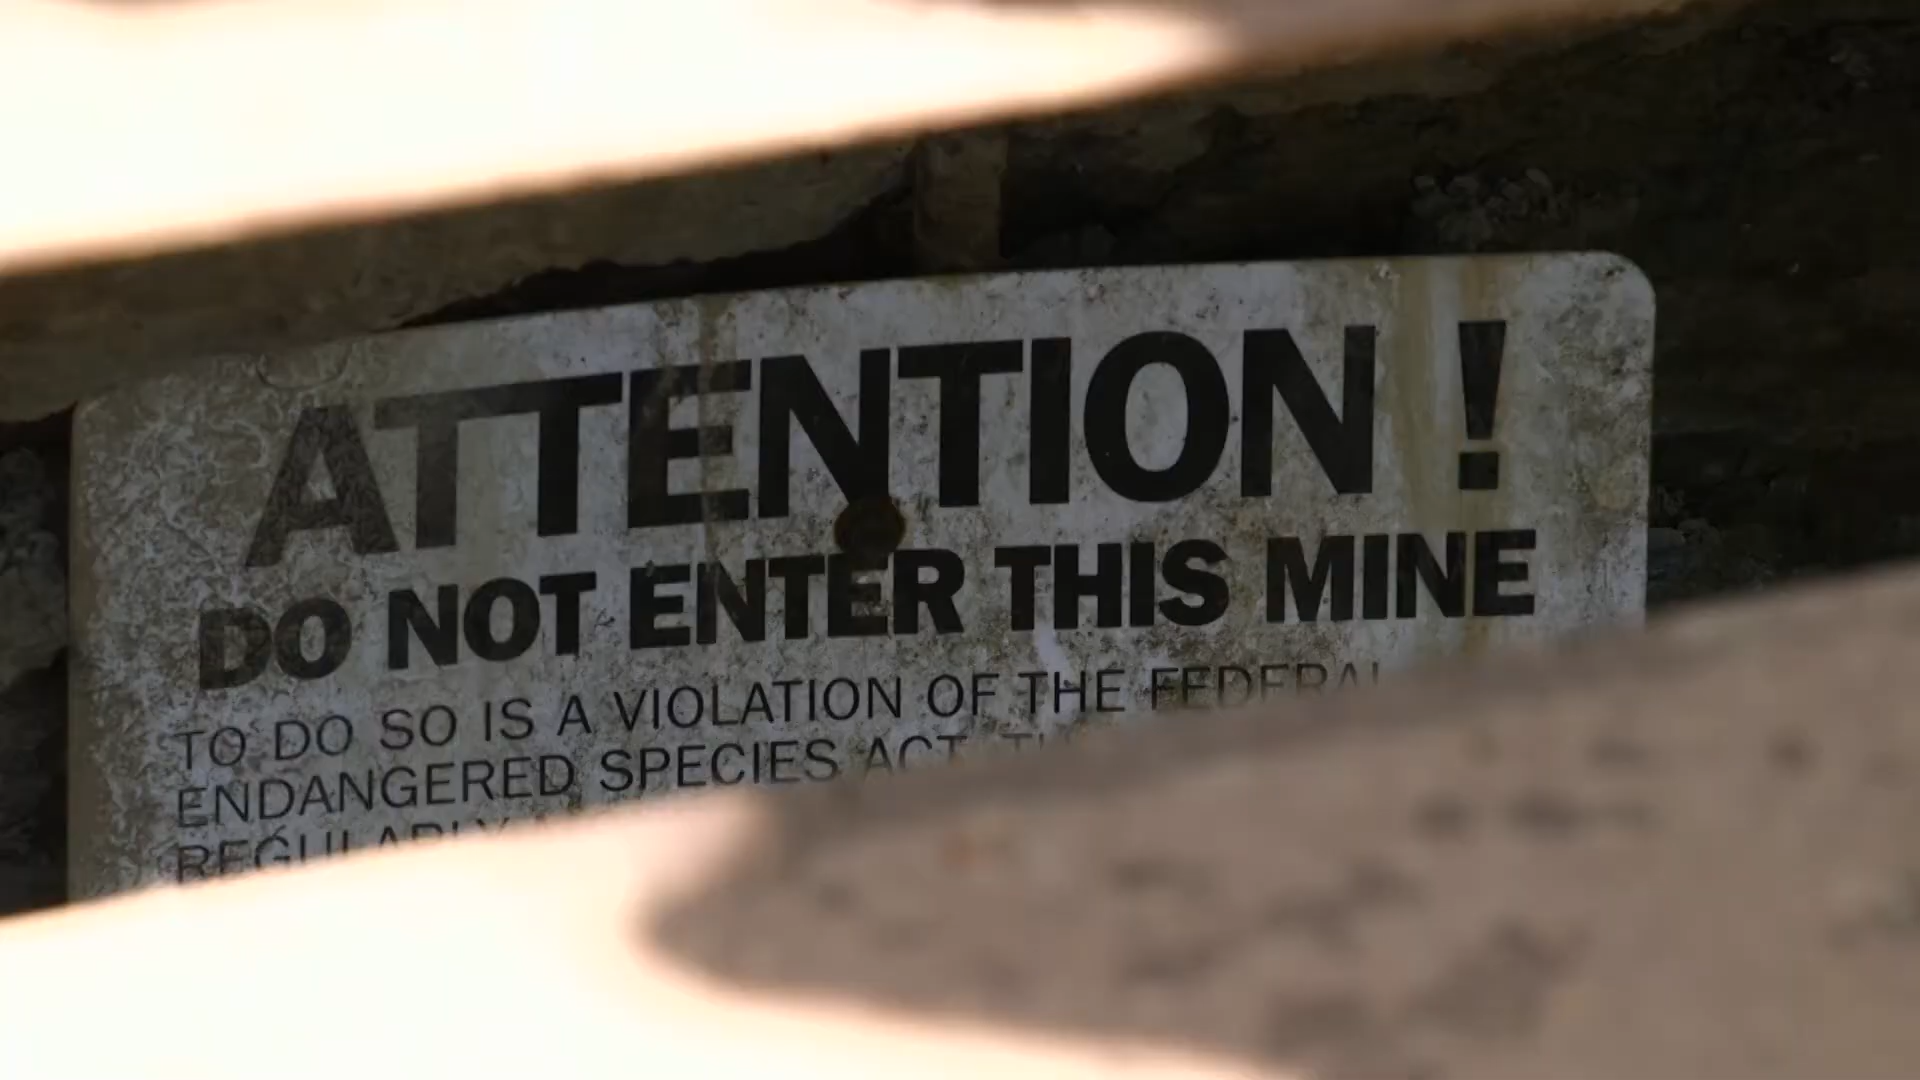 ATTENTION !
DO NOT ENTER THIS MINE
TO DO SO IS A VIOLATION OF THE FEDERAL
ENDANGERED SPECIES ACT
REGULARLY